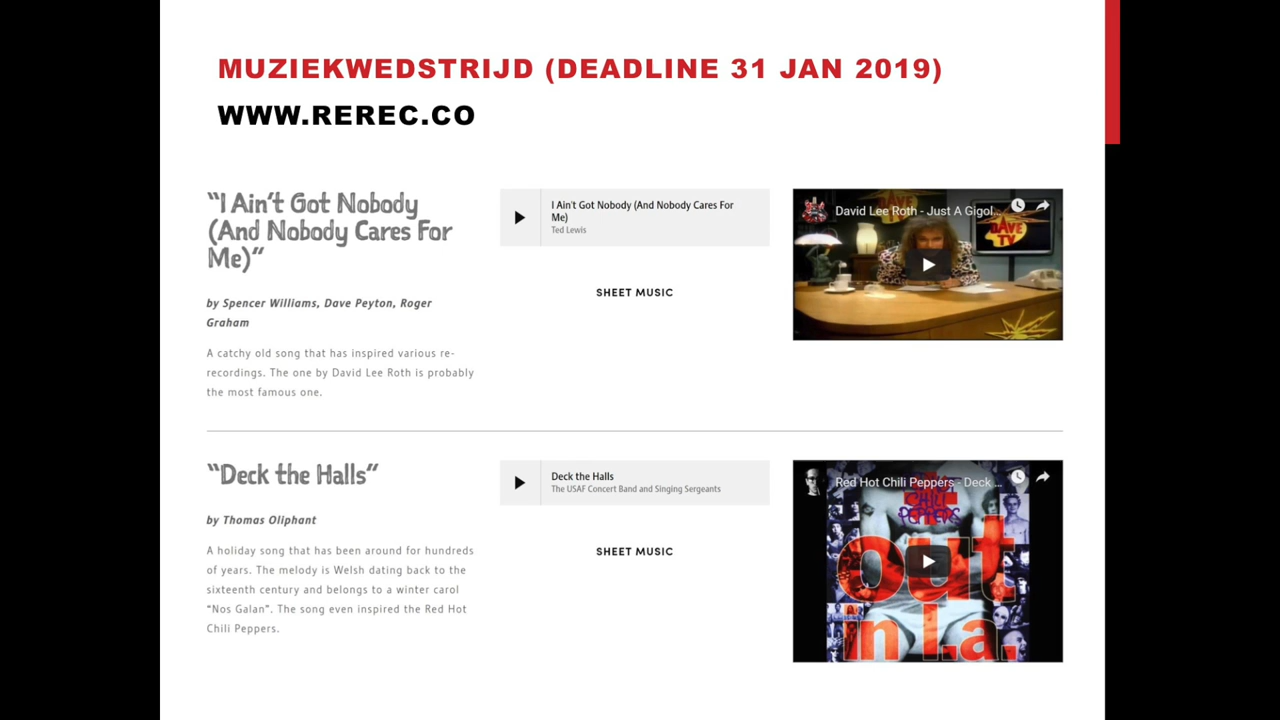 MUZIEKWEDSTRIJD (DEADLINE 31 JAN 2019)
WWW.REREC.CO
“I Ain’t Got Nobody
(And Nobody Cares For
Me)”
by Spencer Williams, Dave Peyton, Roger
Graham
A catchy old song that has inspired various re-
recordings. The one by David Lee Roth is probably
the most famous one.
I Ain't Got Nobody (And Nobody Cares For
Me)
Ted Lewis
SHEET MUSIC
David Lee Roth - Just A Gigol...
DAVE
TV
“Deck the Halls”
by Thomas Oliphant
A holiday song that has been around for hundreds
of years. The melody is Welsh dating back to the
sixteenth century and belongs to a winter carol
“Nos Galan”. The song even inspired the Red Hot
Chili Peppers.
Deck the Halls
The USAF Concert Band and Singing Sergeants
SHEET MUSIC
Red Hot Chili Peppers - Deck ...
CHILI
PEPPERS
out
in l.a.